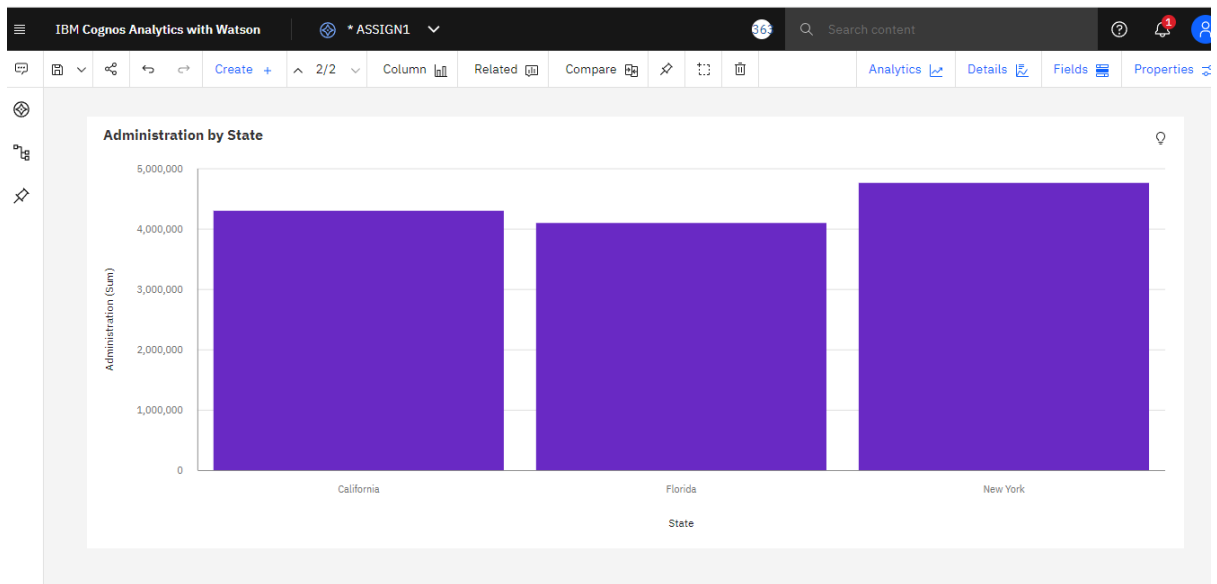 IBM Cognos Analytics with Watson
* ASSIGN1
363
Search content
1
Create +
2/2
Column
Related
Compare
Analytics
Details
Fields
Properties
Administration by State
5,000,000
4,000,000
3,000,000
2,000,000
1,000,000
0
Administration (Sum)
California
Florida
New York
State